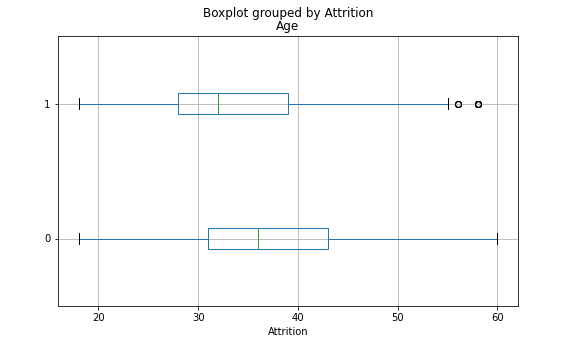 Boxplot grouped by Attrition
Age
1
0
20 30 40 50 60
Attrition